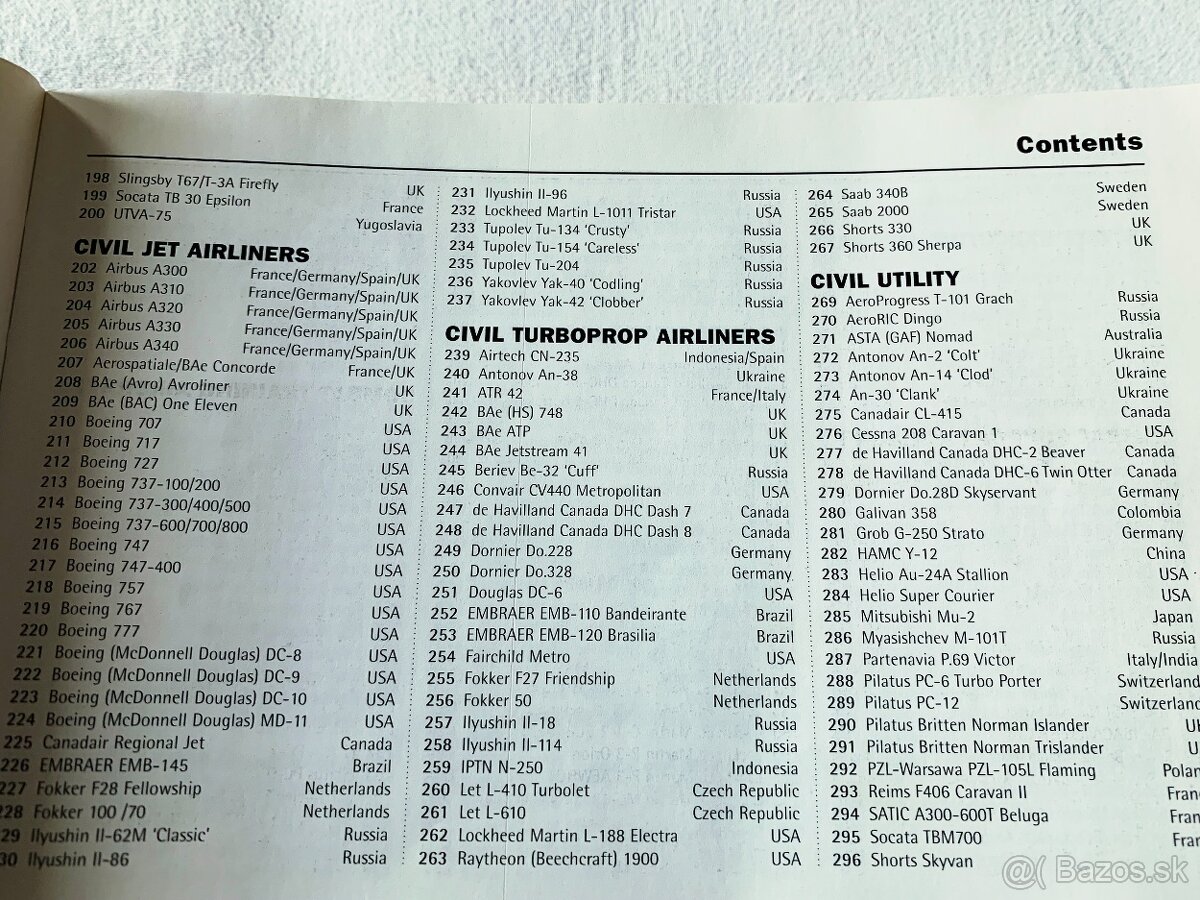 Contents
198 Slingsby T67/T-3A Firefly UK
199 Socata TB 30 Epsilon France
200 UTVA-75 Yugoslavia
CIVIL JET AIRLINERS
202 Airbus A300 France/Germany/Spain/UK
203 Airbus A310 France/Germany/Spain/UK
204 Airbus A320 France/Germany/Spain/UK
205 Airbus A330 France/Germany/Spain/UK
206 Airbus A340 France/Germany/Spain/UK
207 Aerospatiale/BAe Concorde France/UK
208 BAe (Avro) Avroliner UK
209 BAe (BAC) One Eleven UK
210 Boeing 707 USA
211 Boeing 717 USA
212 Boeing 727 USA
213 Boeing 737-100/200 USA
214 Boeing 737-300/400/500 USA
215 Boeing 737-600/700/800 USA
216 Boeing 747 USA
217 Boeing 747-400 USA
218 Boeing 757 USA
219 Boeing 767 USA
220 Boeing 777 USA
221 Boeing (McDonnell Douglas) DC-8 USA
222 Boeing (McDonnell Douglas) DC-9 USA
223 Boeing (McDonnell Douglas) DC-10 USA
224 Boeing (McDonnell Douglas) MD-11 USA
225 Canadair Regional Jet Canada
226 EMBRAER EMB-145 Brazil
227 Fokker F28 Fellowship Netherlands
28 Fokker 100 /70 Netherlands
29 Ilyushin Il-62M 'Classic' Russia
30 Ilyushin Il-86 Russia
231 Ilyushin Il-96 Russia
232 Lockheed Martin L-1011 Tristar USA
233 Tupolev Tu-134 'Crusty' Russia
234 Tupolev Tu-154 'Careless' Russia
235 Tupolev Tu-204 Russia
236 Yakovlev Yak-40 'Codling' Russia
237 Yakovlev Yak-42 'Clobber' Russia
CIVIL TURBOPROP AIRLINERS
239 Airtech CN-235 Indonesia/Spain
240 Antonov An-38 Ukraine
241 ATR 42 France/Italy
242 BAe (HS) 748 UK
243 BAe ATP UK
244 BAe Jetstream 41 UK
245 Beriev Be-32 'Cuff' Russia
246 Convair CV440 Metropolitan USA
247 de Havilland Canada DHC Dash 7 Canada
248 de Havilland Canada DHC Dash 8 Canada
249 Dornier Do.228 Germany
250 Dornier Do.328 Germany
251 Douglas DC-6 USA
252 EMBRAER EMB-110 Bandeirante Brazil
253 EMBRAER EMB-120 Brasilia Brazil
254 Fairchild Metro USA
255 Fokker F27 Friendship Netherlands
256 Fokker 50 Netherlands
257 Ilyushin Il-18 Russia
258 Ilyushin Il-114 Russia
259 IPTN N-250 Indonesia
260 Let L-410 Turbolet Czech Republic
261 Let L-610 Czech Republic
262 Lockheed Martin L-188 Electra USA
263 Raytheon (Beechcraft) 1900 USA
264 Saab 340B Sweden
265 Saab 2000 Sweden
266 Shorts 330 UK
267 Shorts 360 Sherpa UK
CIVIL UTILITY
269 AeroProgress T-101 Grach Russia
270 AeroRIC Dingo Russia
271 ASTA (GAF) Nomad Australia
272 Antonov An-2 'Colt' Ukraine
273 Antonov An-14 'Clod' Ukraine
274 An-30 'Clank' Ukraine
275 Canadair CL-415 Canada
276 Cessna 208 Caravan 1 USA
277 de Havilland Canada DHC-2 Beaver Canada
278 de Havilland Canada DHC-6 Twin Otter Canada
279 Dornier Do.28D Skyservant Germany
280 Galivan 358 Colombia
281 Grob G-250 Strato Germany
282 HAMC Y-12 China
283 Helio Au-24A Stallion USA
284 Helio Super Courier USA
285 Mitsubishi Mu-2 Japan
286 Myasishchev M-101T Russia
287 Partenavia P.69 Victor Italy/India
288 Pilatus PC-6 Turbo Porter Switzerland
289 Pilatus PC-12 Switzerlan
290 Pilatus Britten Norman Islander U
291 Pilatus Britten Norman Trislander U
292 PZL-Warsawa PZL-105L Flaming Polan
293 Reims F406 Caravan II Fran
294 SATIC A300-600T Beluga Fran
295 Socata TBM700 Fra
296 Shorts Skyvan
@( Bazos.sk